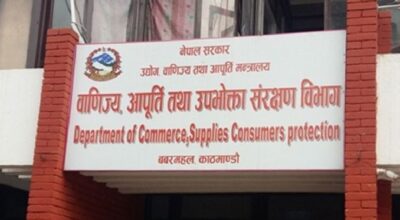 नेपाल सरकार
उद्योग, वाणिज्य तथा आपूर्ति मन्त्रालय
वाणिज्य, आपूर्ति तथा उपभोक्ता संरक्षण विभाग
Department of Commerce,Supplies Consumers protection
बबरमहल, काठमाण्डौ